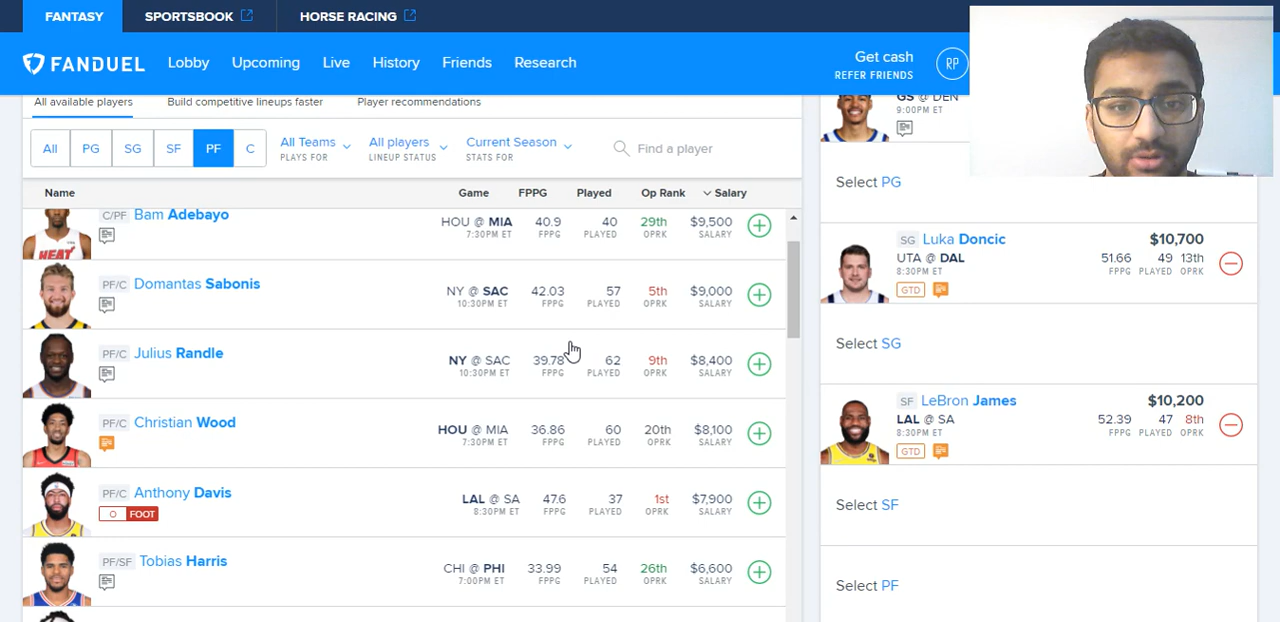 FANTASY SPORTSBOOK HORSE RACING
FANDUEL Lobby Upcoming Live History Friends Research Get cash
REFER FRIENDS RP
All available players Build competitive lineups faster Player recommendations
All PG SG SF PF C All Teams All players Current Season Find a player
PLAYS FOR LINEUP STATUS STATS FOR
Name Game FPPG Played Op Rank Salary
C/PF Bam Adebayo HOU @ MIA 40.9 40 29th $9,500
7:30PM ET FPPG PLAYED OPRK SALARY
PF/C Domantas Sabonis NY @ SAC 42.03 57 5th $9,000
10:30PM ET FPPG PLAYED OPRK SALARY
PF/C Julius Randle NY @ SAC 39.78 62 9th $8,400
10:30PM ET FPPG PLAYED OPRK SALARY
PF/C Christian Wood HOU @ MIA 36.86 60 20th $8,100
7:30PM ET FPPG PLAYED OPRK SALARY
PF/C Anthony Davis LAL @ SA 47.6 37 1st $7,900
O FOOT 8:30PM ET FPPG PLAYED OPRK SALARY
PF/SF Tobias Harris CHI @ PHI 33.99 54 26th $6,600
7:00PM ET FPPG PLAYED OPRK SALARY
GS @ DEN
9:00PM ET
Select PG
SG Luka Doncic $10,700
UTA @ DAL 51.66 49 13th
8:30PM ET FPPG PLAYED OPRK
GTD
Select SG
SF LeBron James $10,200
LAL @ SA 52.39 47 8th
8:30PM ET FPPG PLAYED OPRK
GTD
Select SF
Select PF